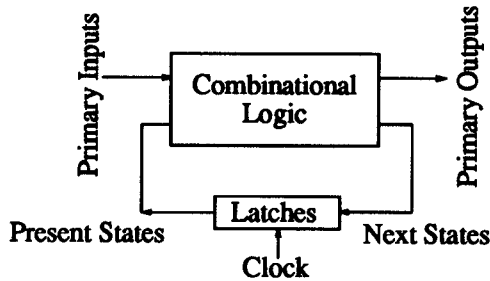 Primary Inputs
Combinational
Logic
Primary Outputs
Latches
Present States
Next States
Clock